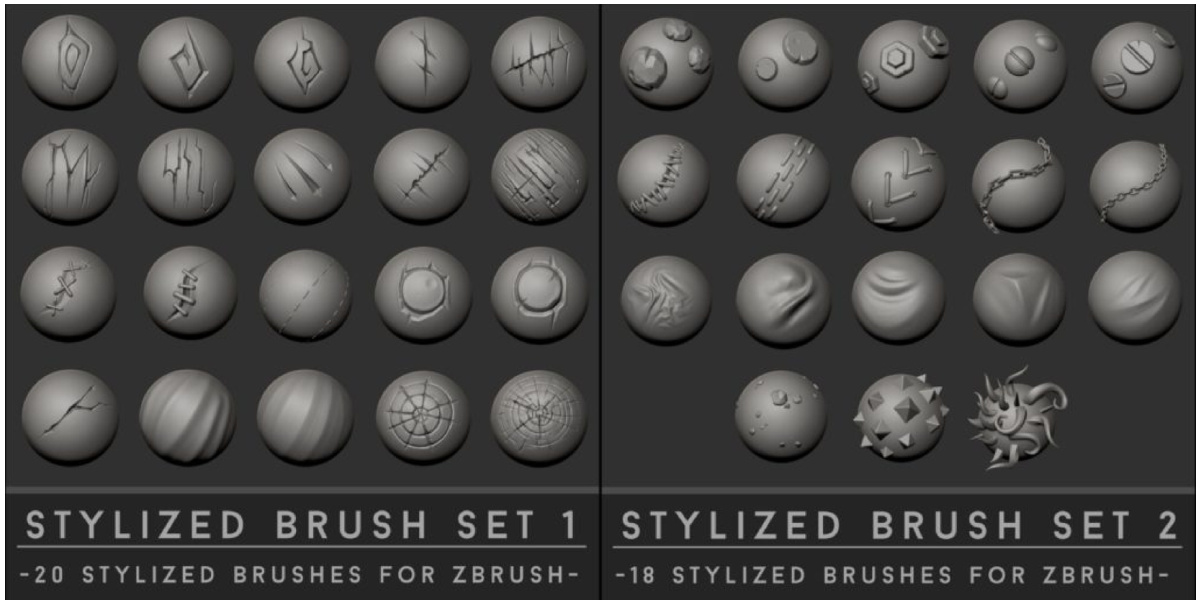 STYLIZED BRUSH SET 1
-20 STYLIZED BRUSHES FOR ZBRUSH-
STYLIZED BRUSH SET 2
-18 STYLIZED BRUSHES FOR ZBRUSH-